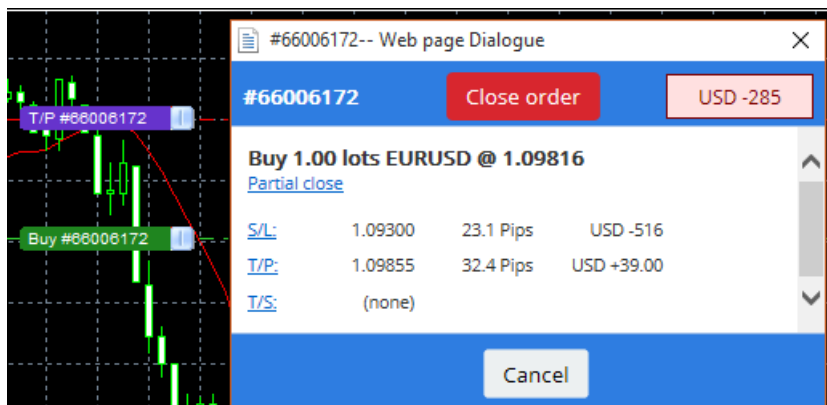 #66006172-- Web page Dialogue
#66006172
Close order
USD -285
T/P #66006172
Buy 1.00 lots EURUSD @ 1.09816
Partial close
Buy #66006172
S/L: 1.09300 23.1 Pips USD -516
T/P: 1.09855 32.4 Pips USD +39.00
T/S: (none)
Cancel